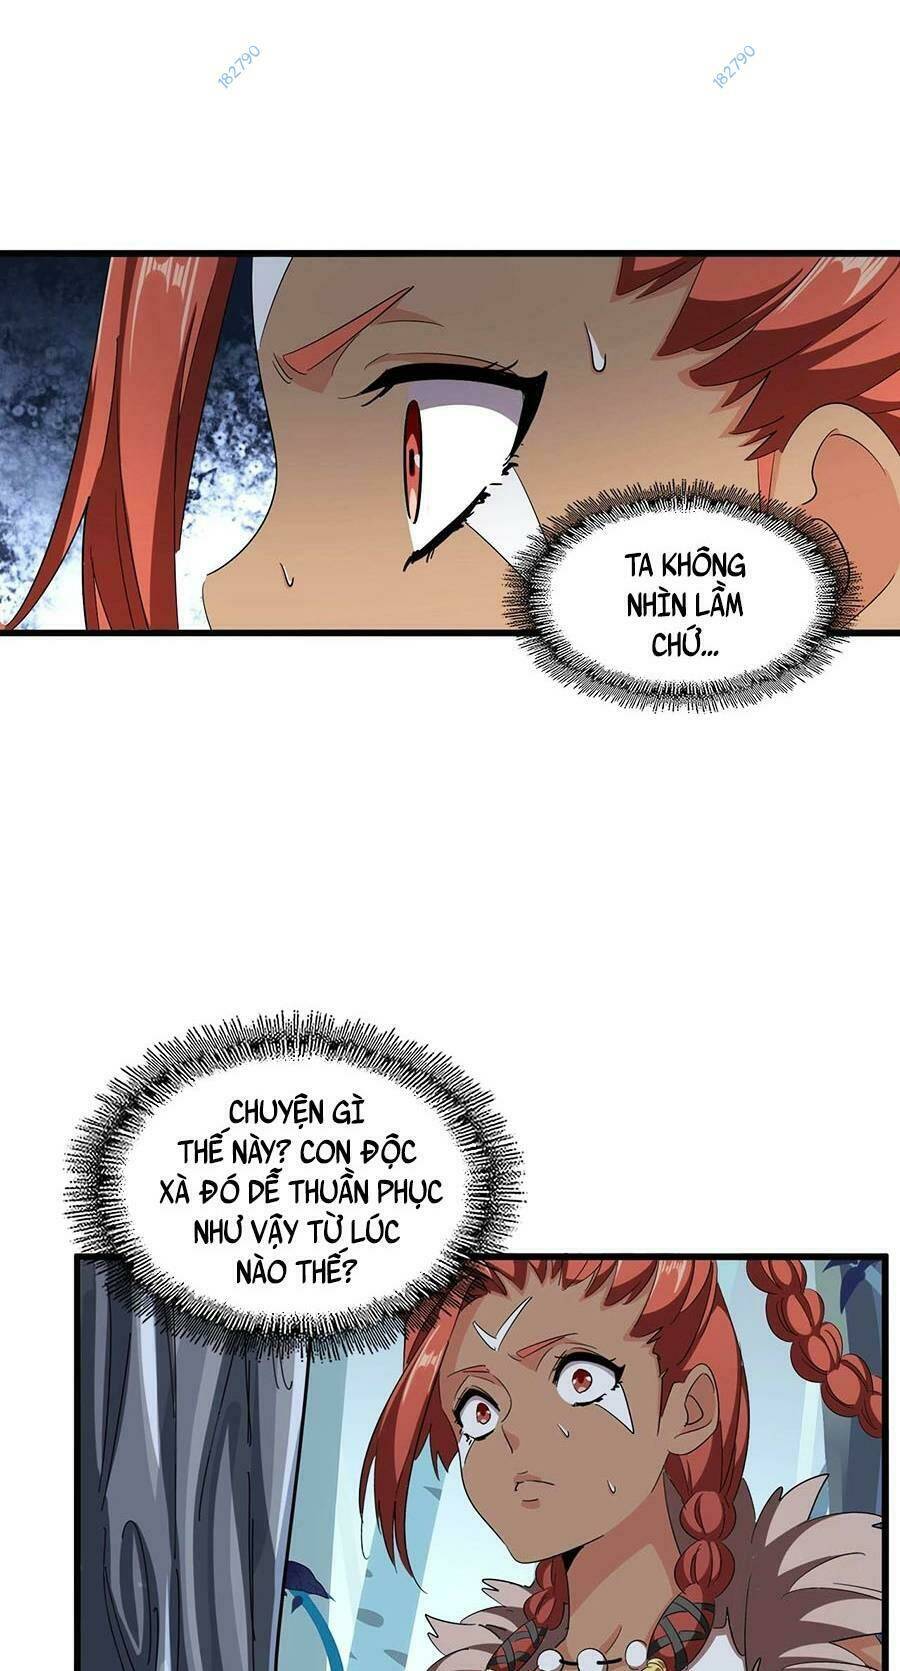 182790
182790
TA KHÔNG
NHÌN LẦM
CHỨ...
CHUYỆN GÌ
THẾ NÀY? CON ĐỘC
XÀ ĐÓ DỄ THUẦN PHỤC
NHƯ VẬY TỪ LÚC
NÀO THẾ?